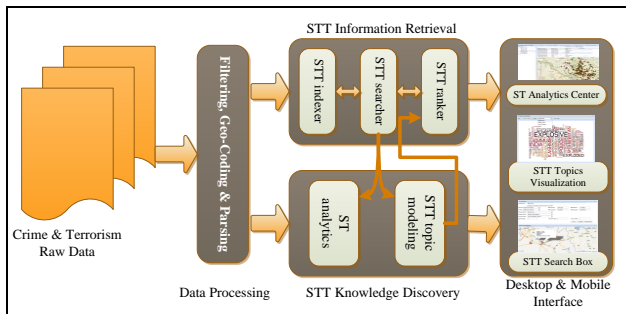 STT Information Retrieval
Filtering, Geo-Coding & Parsing
STT indexer
STT searcher
STT ranker
ST Analytics Center
EXPLOSIVE
STT Topics
Visualization
ST
analytics
STT topic
modeling
STT Search Box
Crime & Terrorism
Raw Data
Data Processing
STT Knowledge Discovery
Desktop & Mobile
Interface